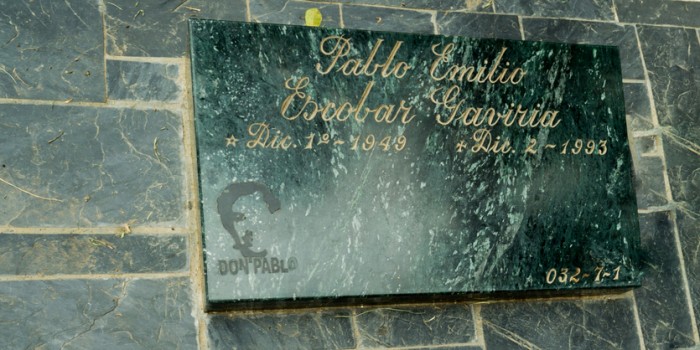 Pablo Emilio
Escobar Gaviria
☆ Dic. 1º - 1949 ✝ Dic. 2 - 1993
DON PABLO
032-7-1